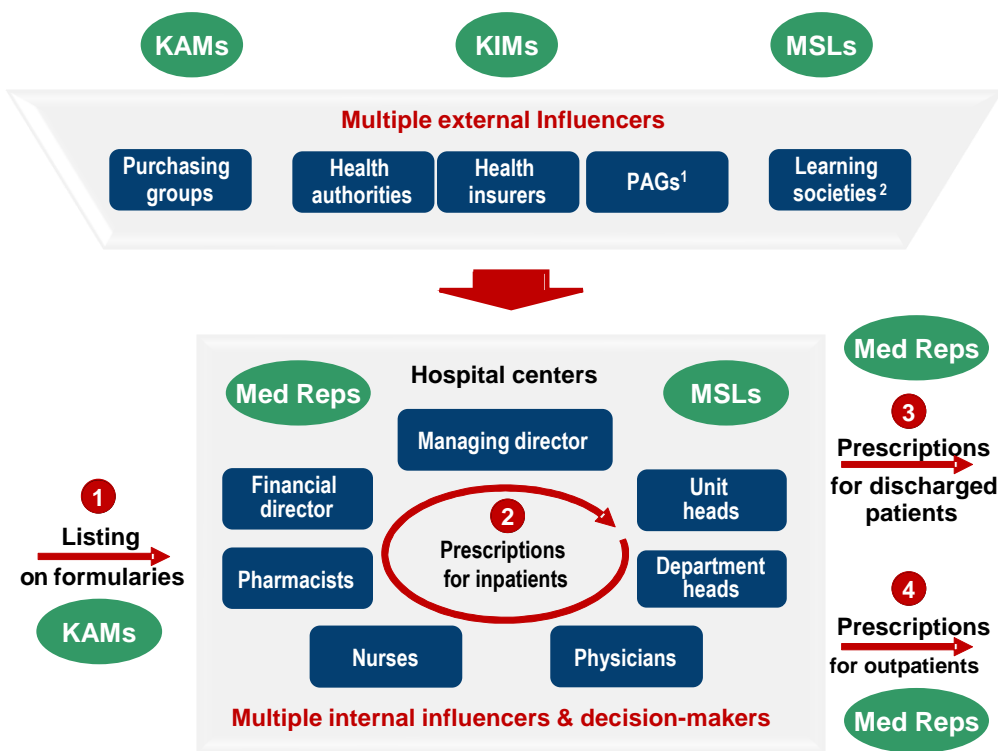 KAMs
KIMs
MSLs
Multiple external Influencers
Purchasing
groups
Health
authorities
Health
insurers
PAGs¹
Learning
societies ²
Med Reps
Hospital centers
MSLs
Med Reps
Managing director
3
Prescriptions
for discharged
patients
Financial
director
Unit
heads
1
Listing
on formularies
2
Prescriptions
for inpatients
Pharmacists
Department
heads
KAMs
4
Prescriptions
for outpatients
Nurses
Physicians
Multiple internal influencers & decision-makers
Med Reps